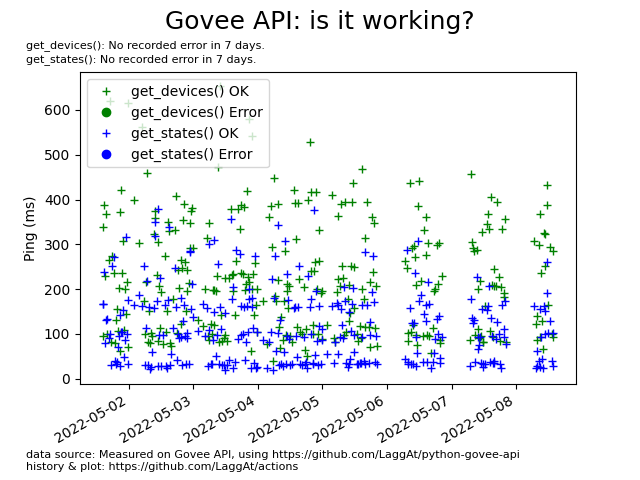 Govee API: is it working?
get_devices(): No recorded error in 7 days.
get_states(): No recorded error in 7 days.
get_devices() OK
get_devices() Error
get_states() OK
get_states() Error
Ping (ms)
600
500
400
300
200
100
0
2022-05-02
2022-05-03
2022-05-04
2022-05-05
2022-05-06
2022-05-07
2022-05-08
data source: Measured on Govee API, using https://github.com/LaggAt/python-govee-api
history & plot: https://github.com/LaggAt/actions